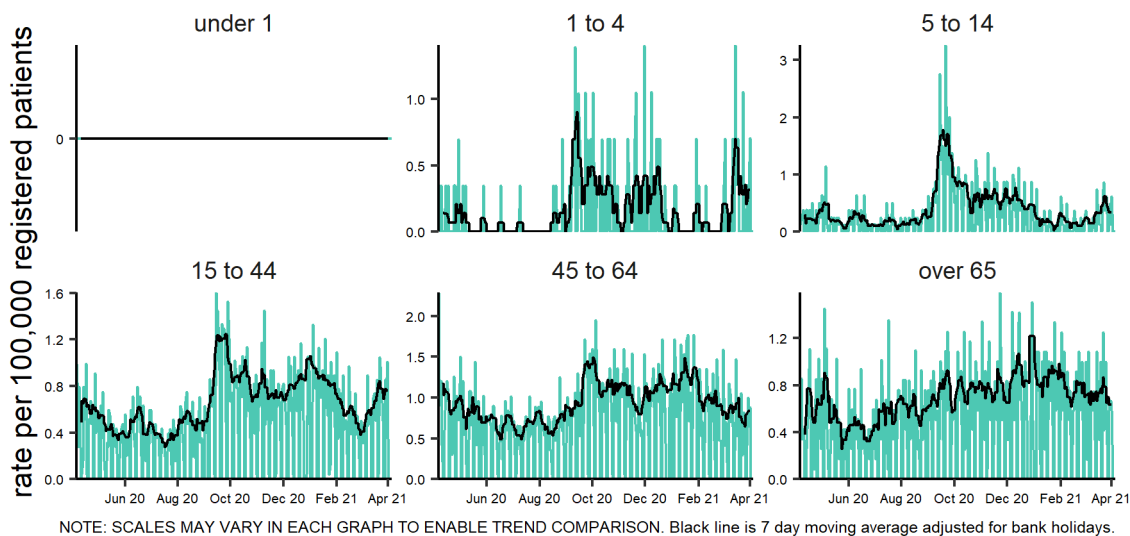 rate per 100,000 registered patients
under 1
1 to 4
5 to 14
0
1.0
0.5
0.0
3
2
1
0
15 to 44
45 to 64
over 65
1.6
1.2
0.8
0.4
0.0
2.0
1.5
1.0
0.5
0.0
1.2
0.8
0.4
0.0
Jun 20 Aug 20 Oct 20 Dec 20 Feb 21 Apr 21
Jun 20 Aug 20 Oct 20 Dec 20 Feb 21 Apr 21
Jun 20 Aug 20 Oct 20 Dec 20 Feb 21 Apr 21
NOTE: SCALES MAY VARY IN EACH GRAPH TO ENABLE TREND COMPARISON. Black line is 7 day moving average adjusted for bank holidays.